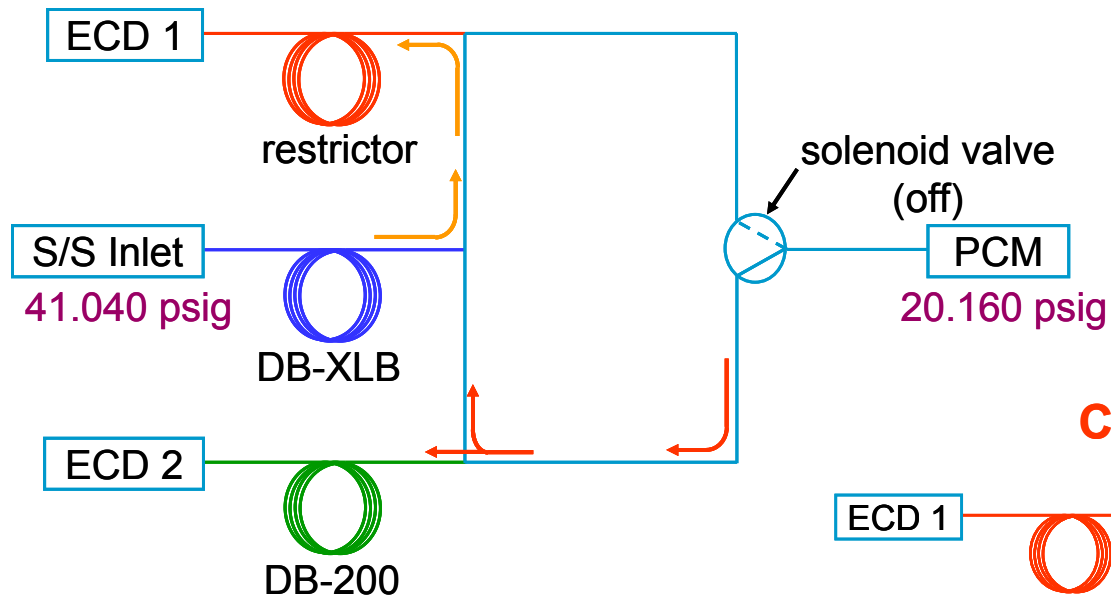 ECD 1
restrictor
solenoid valve
(off)
S/S Inlet
PCM
41.040 psig
20.160 psig
DB-XLB
C
ECD 2
ECD 1
DB-200